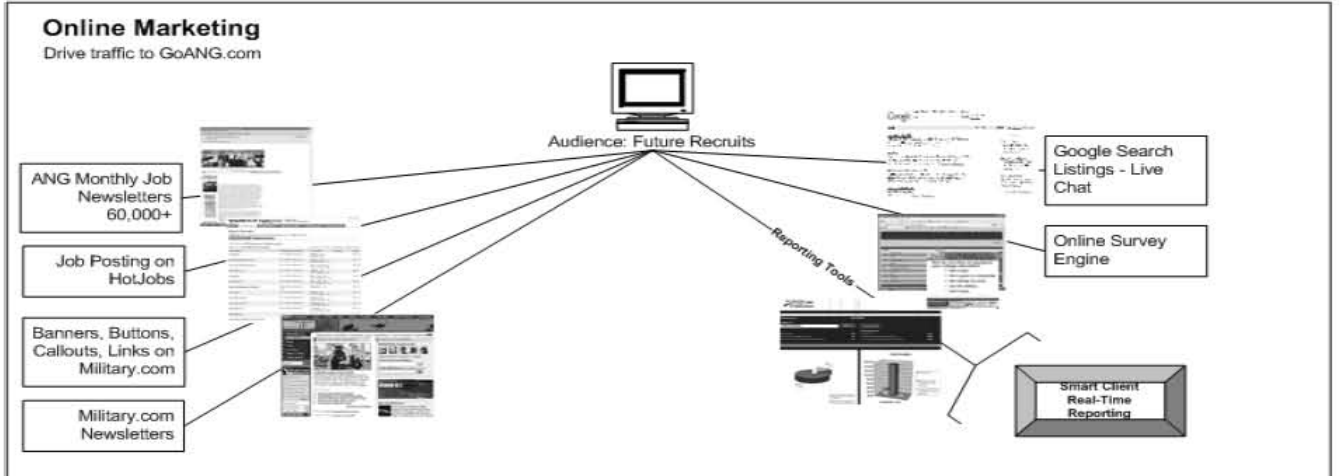 Online Marketing
Drive traffic to GoANG.com
Audience: Future Recruits
ANG Monthly Job
Newsletters
60,000+
Job Posting on
HotJobs
Banners, Buttons,
Callouts, Links on
Military.com
Military.com
Newsletters
Google
Google Search
Listings - Live
Chat
Online Survey
Engine
Reporting Tools
Smart Client
Real-Time
Reporting